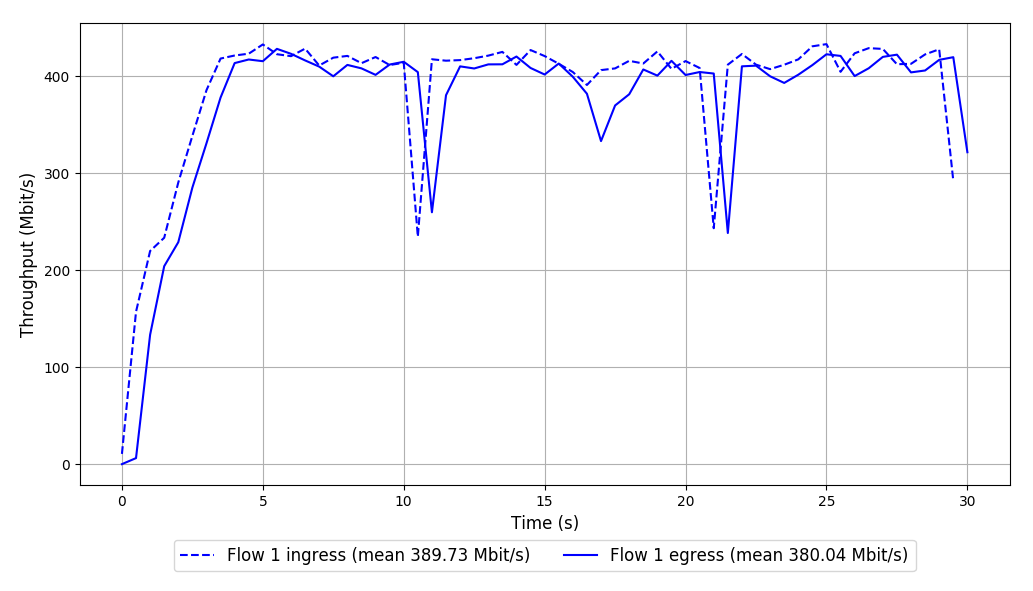 Throughput (Mbit/s)
400
300
200
100
0
0 5 10 15 20 25 30
Time (s)
Flow 1 ingress (mean 389.73 Mbit/s) Flow 1 egress (mean 380.04 Mbit/s)